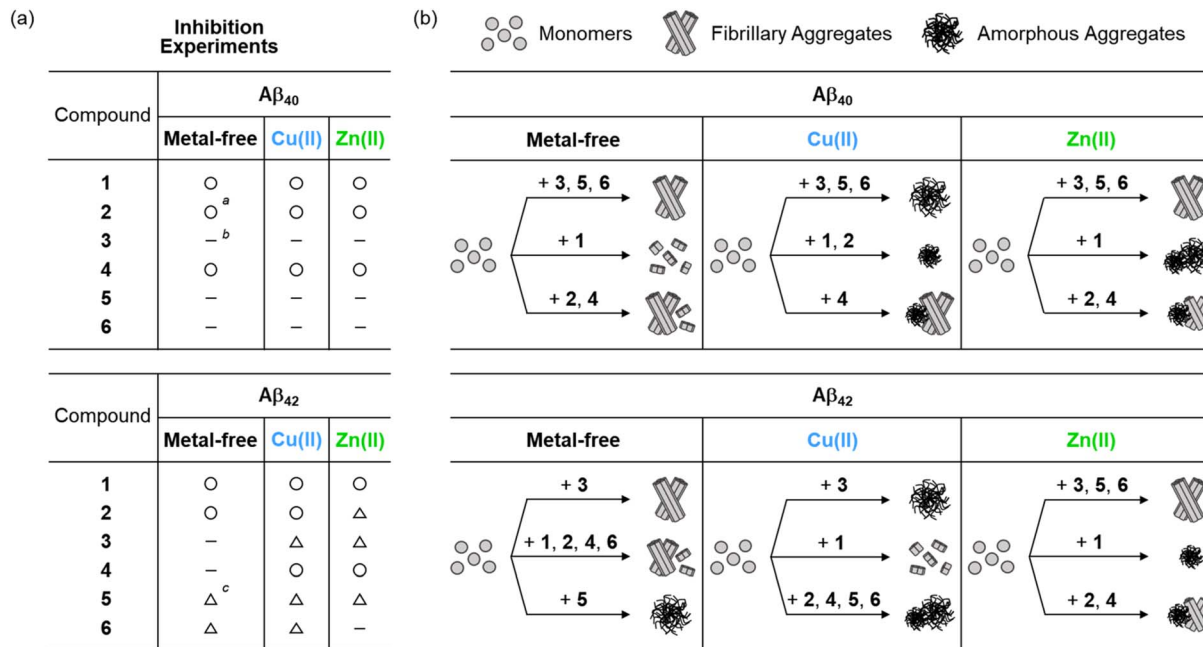 (a)
Inhibition
Experiments
Compound
Aβ40
Metal-free Cu(II) Zn(II)
1 ○ ○ ○
2 ○ a ○ ○
3 – b – –
4 ○ ○ ○
5 – – –
6 – – –
Compound
Aβ42
Metal-free Cu(II) Zn(II)
1 ○ ○ ○
2 ○ ○ △
3 – △ △
4 – ○ ○
5 △ c △ △
6 △ △ –
(b)
Monomers Fibrillary Aggregates Amorphous Aggregates
Aβ40
Metal-free Cu(II) Zn(II)
+ 3, 5, 6 + 3, 5, 6 + 3, 5, 6
+ 1 + 1, 2 + 1
+ 2, 4 + 4 + 2, 4
Aβ42
Metal-free Cu(II) Zn(II)
+ 3 + 3 + 3, 5, 6
+ 1, 2, 4, 6 + 1 + 1
+ 5 + 2, 4, 5, 6 + 2, 4